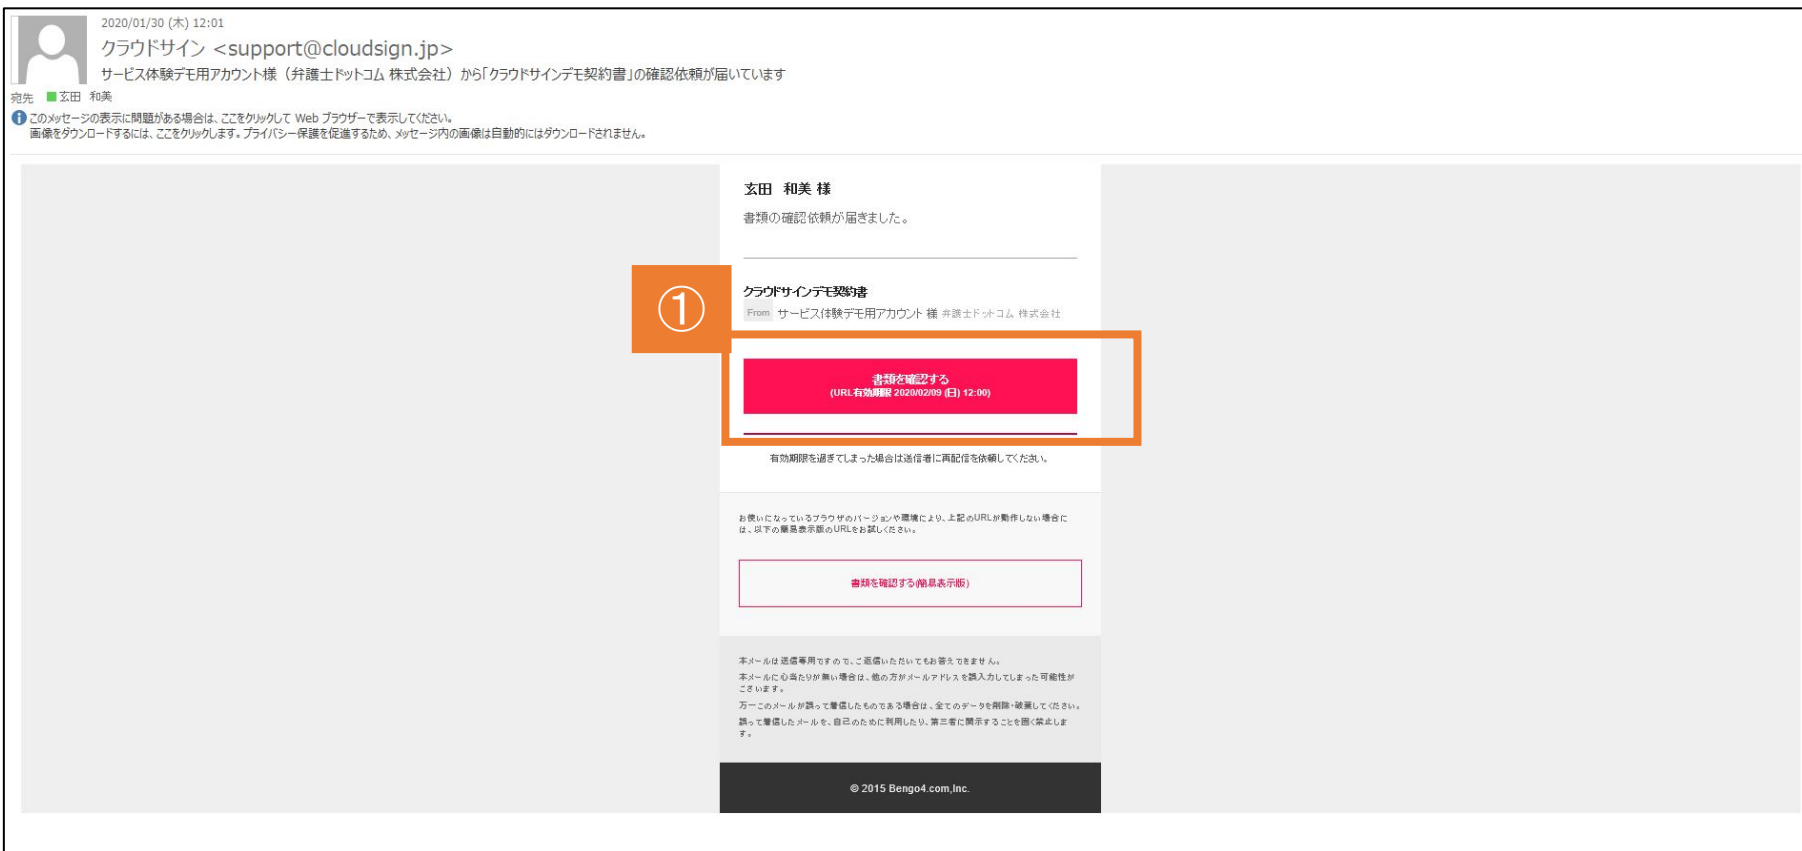 2020/01/30 (木) 12:01
クラウドサイン <support@cloudsign.jp>
サービス体験デモ用アカウント様（弁護士ドットコム 株式会社）から「クラウドサインデモ契約書」の確認依頼が届いています
宛先 玄田 和美
このメッセージの表示に問題がある場合は、ここをクリックして Web ブラウザーで表示してください。
画像をダウンロードするには、ここをクリックします。プライバシー保護を促進するため、メッセージ内の画像は自動的にはダウンロードされません。
玄田 和美 様
書類の確認依頼が届きました。
①
クラウドサインデモ契約書
From サービス体験デモ用アカウント 様 弁護士ドットコム 株式会社
書類を確認する
(URL有効期限 2020/02/09 (日) 12:00)
有効期限を過ぎてしまった場合は送信者に再配信を依頼してください。
お使いになっているブラウザのバージョンや環境により、上記のURLが動作しない場合に
は、以下の簡易表示版のURLをお試しください。
書類を確認する(簡易表示版)
本メールは送信専用ですので、ご返信いただいてもお答えできません。
本メールに心当たりが無い場合は、他の方がメールアドレスを誤入力してしまった可能性が
ございます。
万一このメールが誤って着信したものである場合は、全てのデータを削除・破棄してください。
誤って着信したメールを、自己のために利用したり、第三者に開示することを固く禁止しま
す。
© 2015 Bengo4.com,Inc.